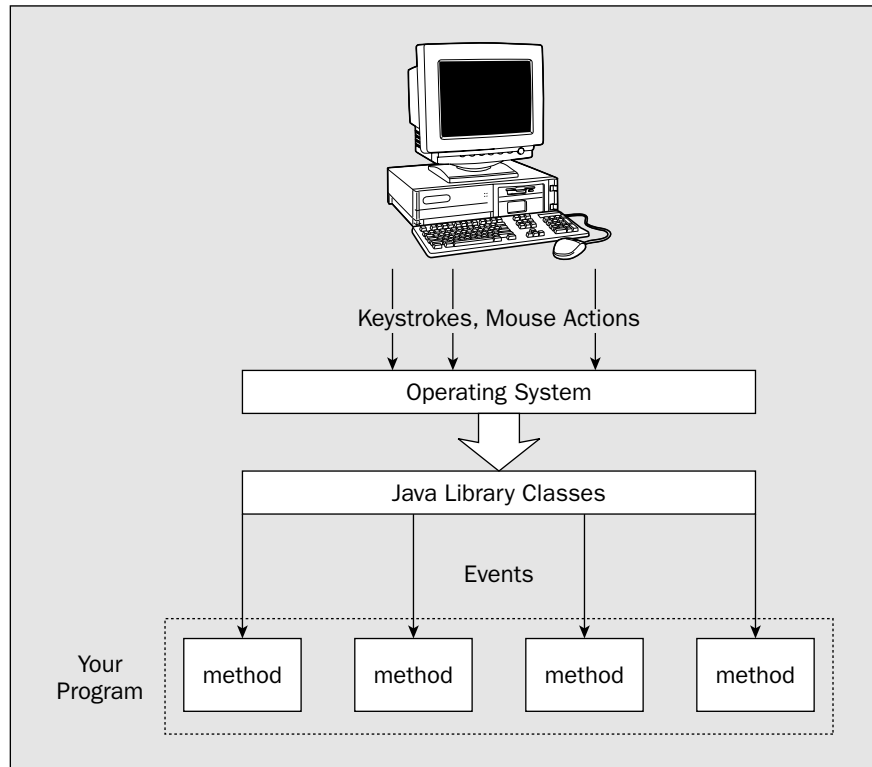 Keystrokes, Mouse Actions
Operating System
Java Library Classes
Events
Your
Program
method
method
method
method